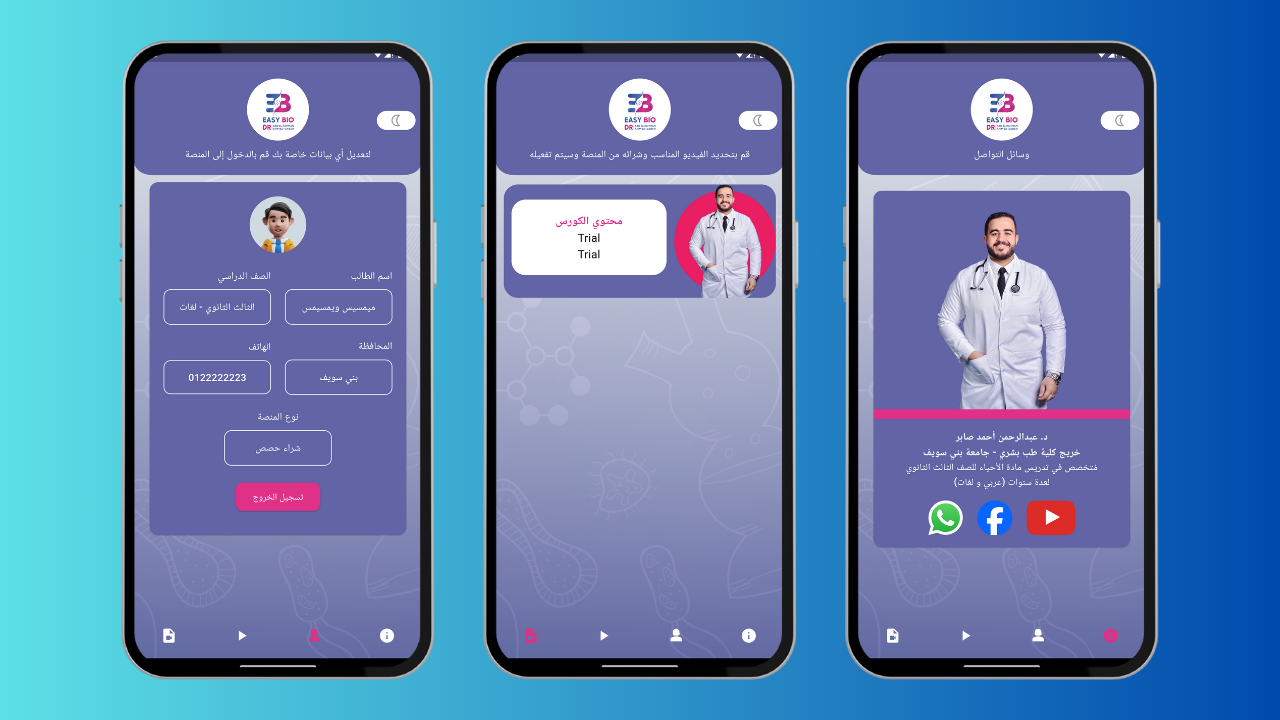 EASY BIO
DR
لتعديل أي بيانات خاصة بك قم بالدخول إلى المنصة
اسم الطالب
الصف الدراسي
ميمسيس ويمسيمس
الثالث الثانوي - لغات
المحافظة
الهاتف
بني سويف
0122222223
نوع المنصة
شراء حصص
تسجيل الخروج
EASY BIO
DR
قم بتحديد الفيديو المناسب وشرائه من المنصة وسيتم تفعيله
محتوي الكورس
Trial
Trial
EASY BIO
DR
وسائل التواصل
د. عبدالرحمن أحمد صابر
خريج كلية طب بشري - جامعة بني سويف
مُتخصص في تدريس مادة الأحياء للصف الثالث الثانوي
لعدة سنوات (عربي و لغات)